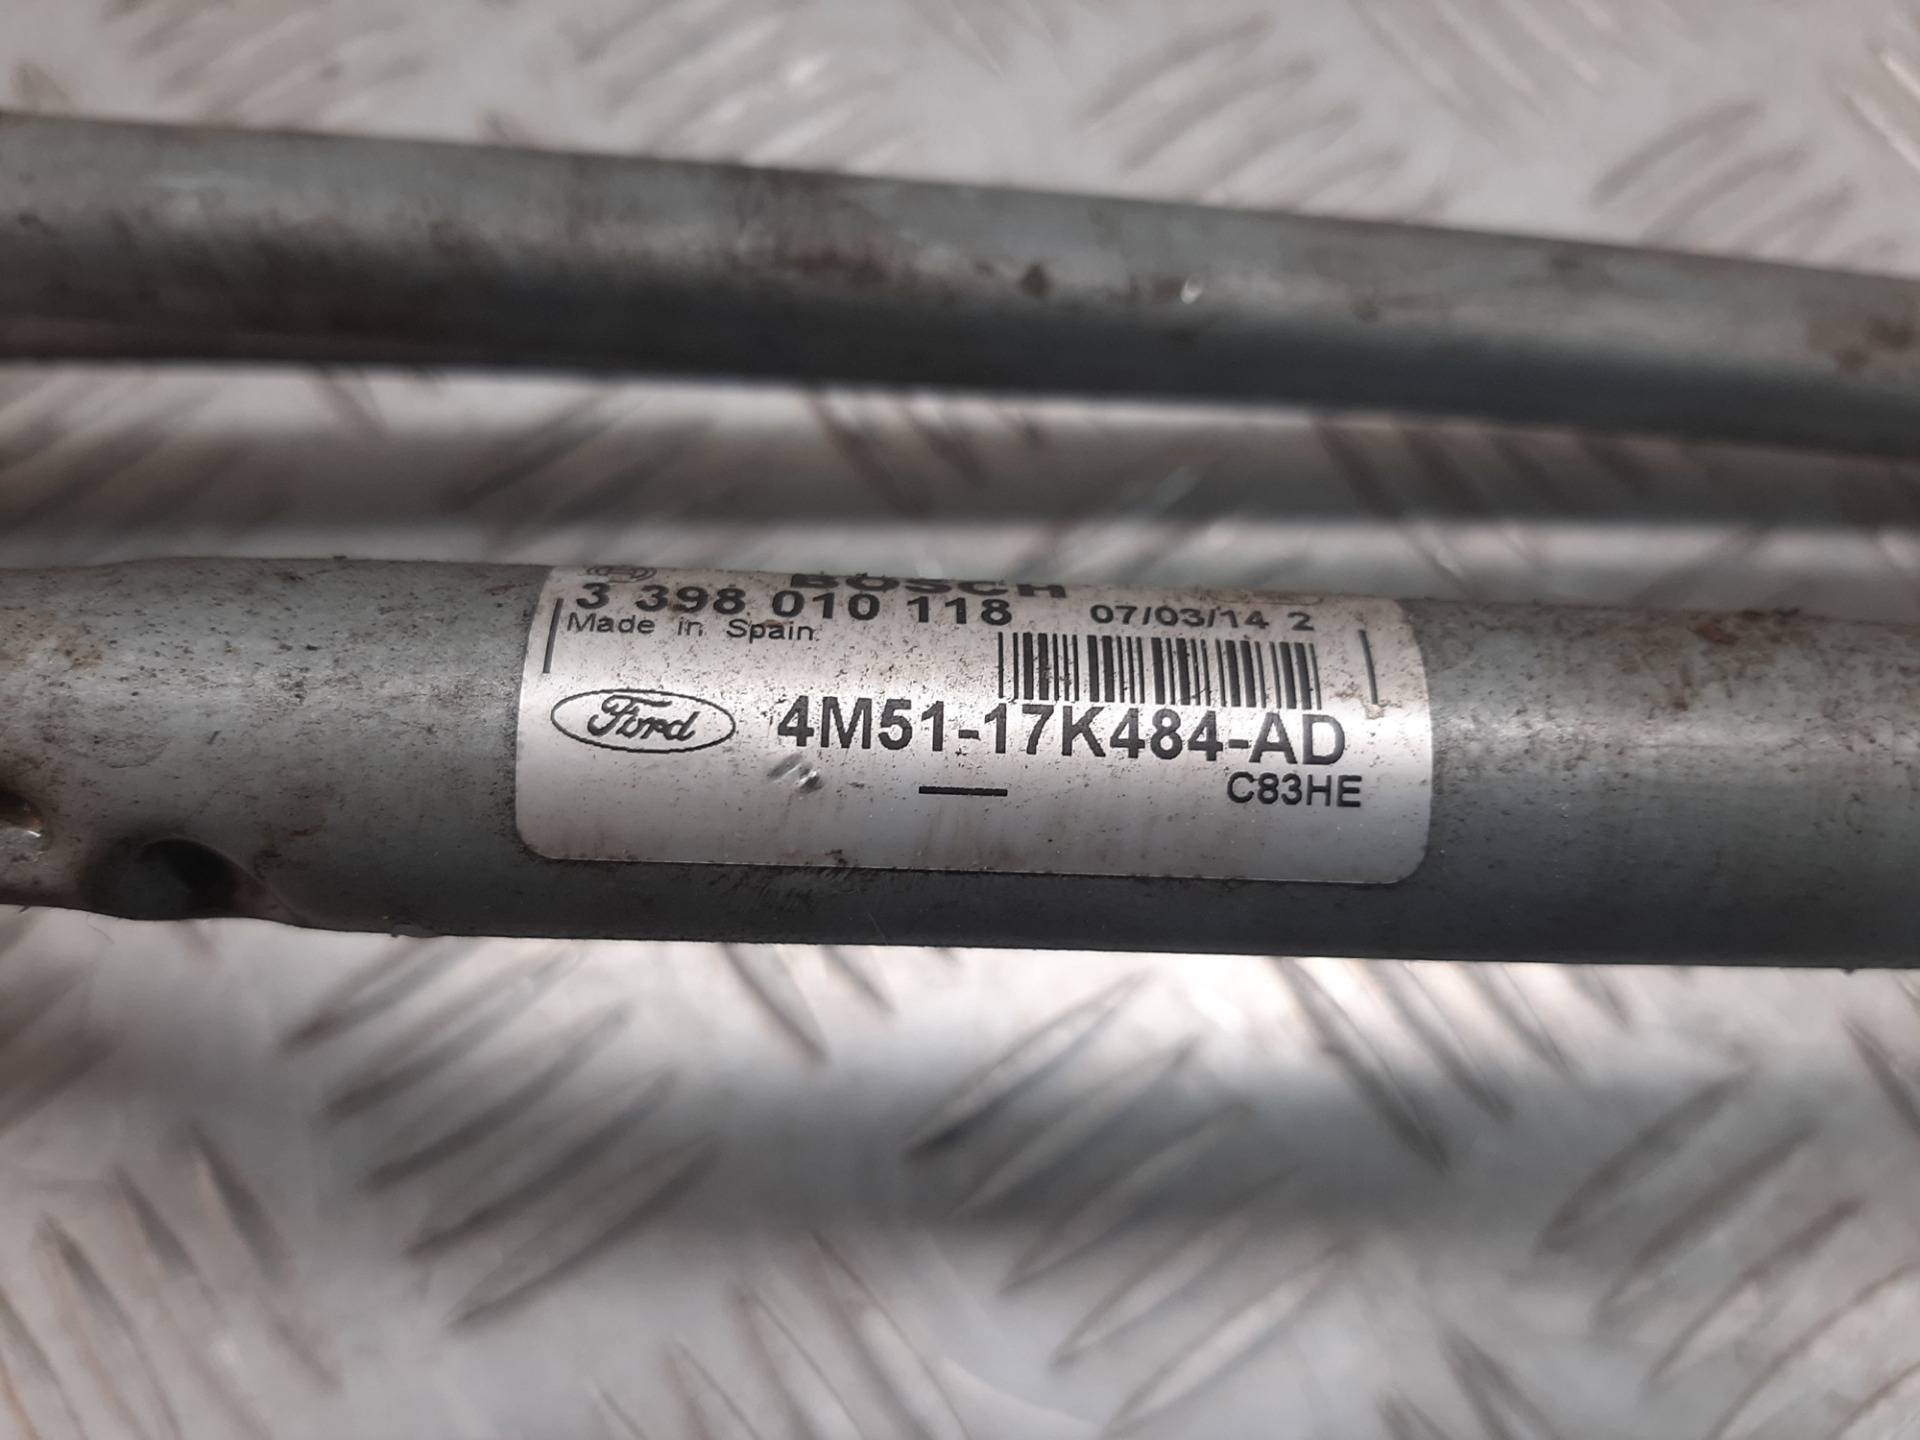 BOSCH
3 398 010 118 07/03/14 2
Made in Spain
Ford 4M51-17K484-AD
C83HE